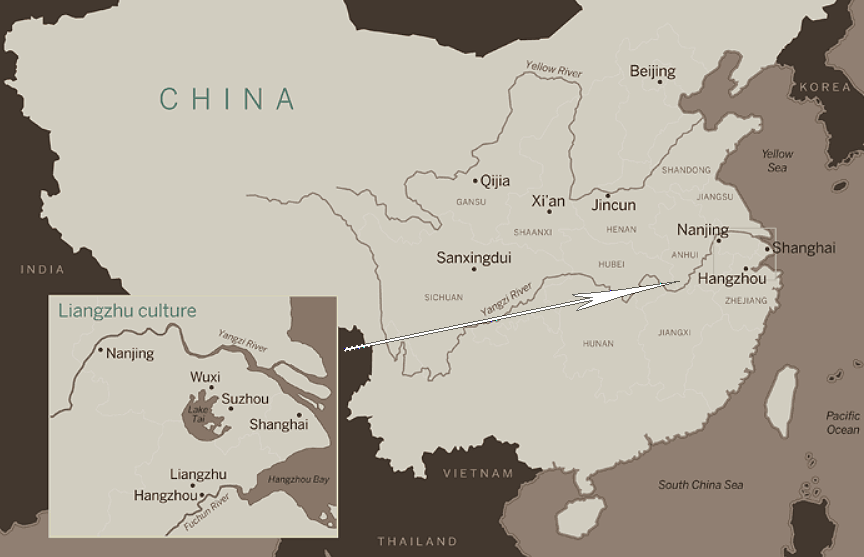 Yellow River
Beijing
CHINA
KOREA
Yellow
Sea
SHANDONG
Qijia
GANSU
Xi'an
Jincun
JIANGSU
SHAANXI
HENAN
Nanjing
Shanghai
ANHUI
Sanxingdui
HUBEI
INDIA
Hangzhou
SICHUAN
Yangzi River
ZHEJIANG
JIANGXI
HUNAN
Liangzhu culture
Nanjing
Yangzi River
Wuxi
Suzhou
Lake
Tai
Shanghai
Liangzhu
Hangzhou
Hangzhou Bay
Fuchun River
Pacific
Ocean
VIETNAM
South China Sea
THAILAND